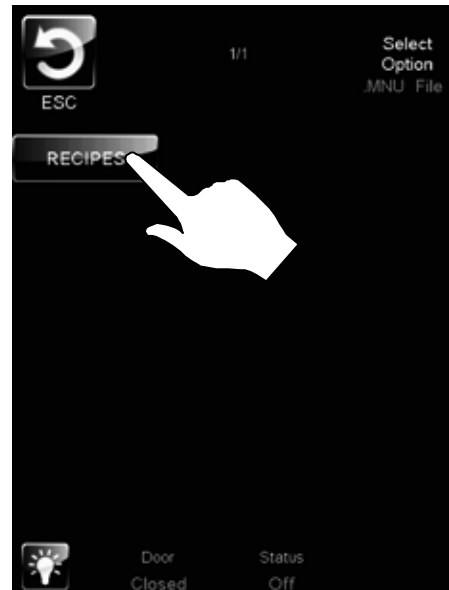 1/1
Select
Option
.MNU File
ESC
RECIPES
Door
Status
Closed
Off